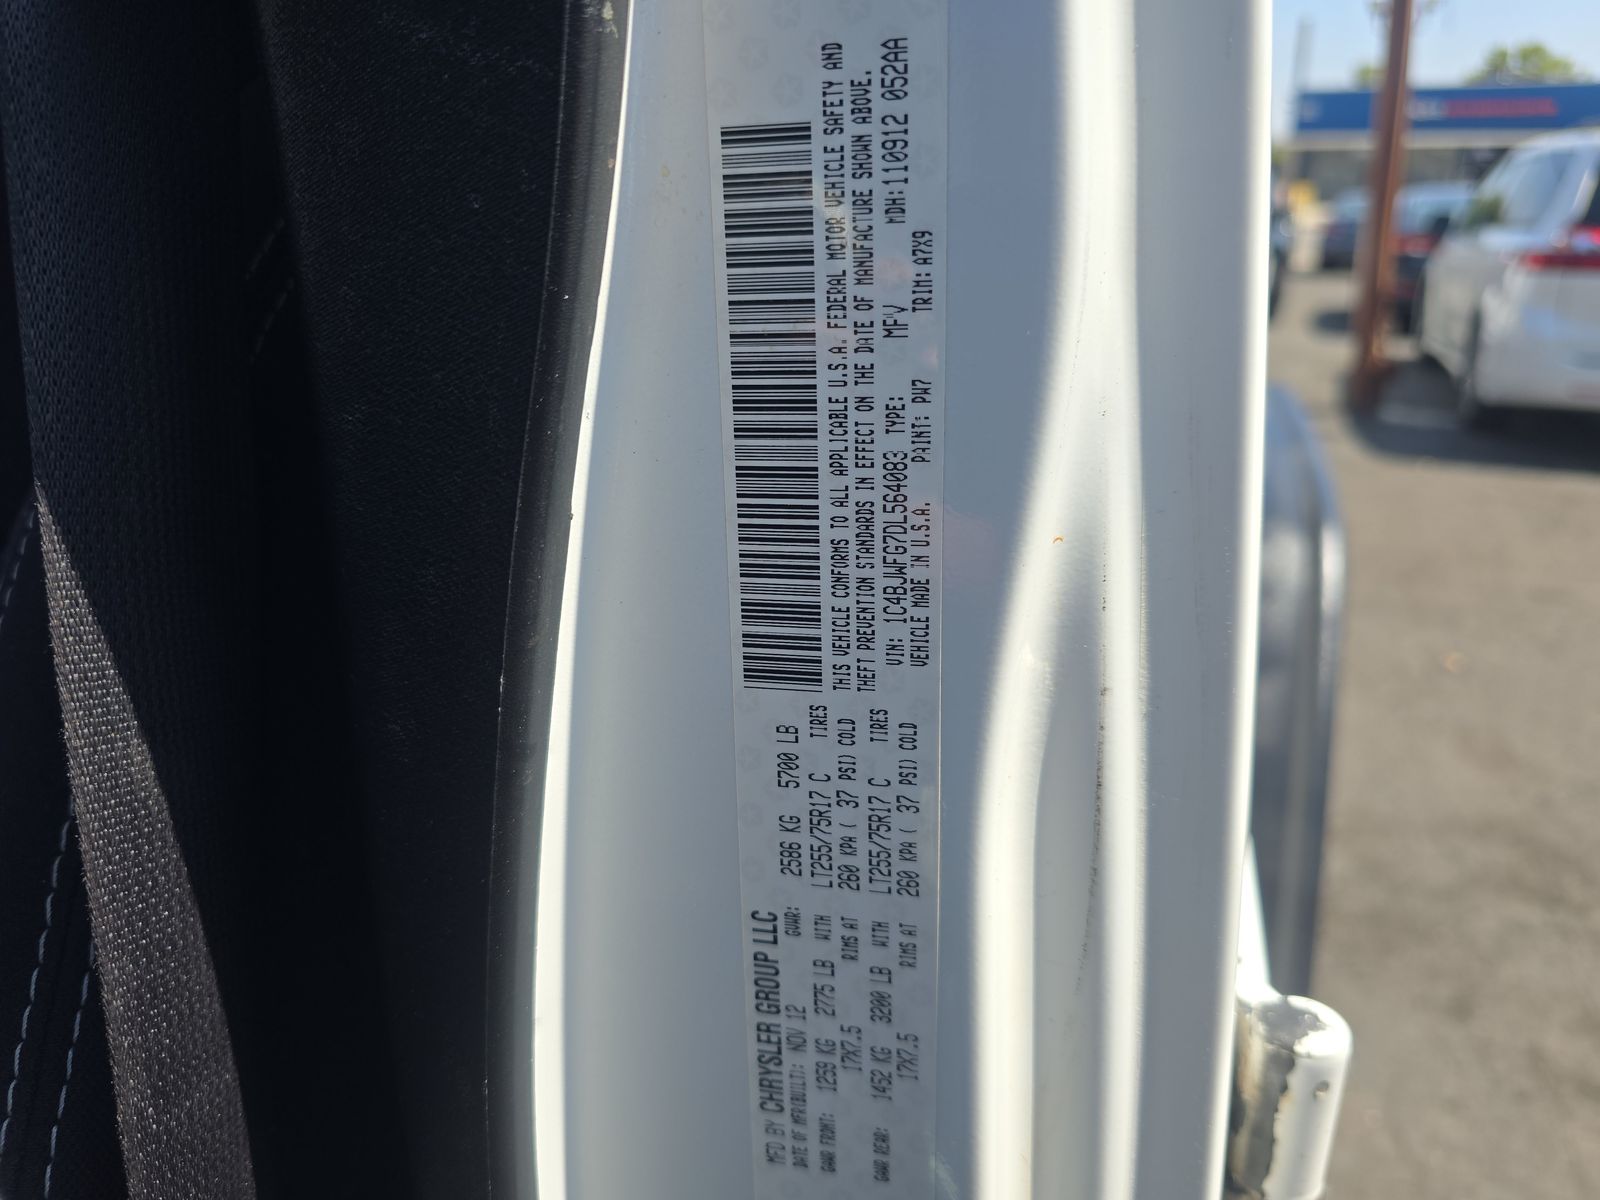 MFD BY CHRYSLER GROUP LLC
DATE OF MFR(BUILT): NOV 12 GVWR: 2586 KG 5700 LB
GAWR FRONT: 1259 KG 2775 LB WITH LT255/75R17 C TIRES
17X7.5 RIMS AT 260 KPA ( 37 PSI) COLD
GAWR REAR: 1452 KG 3200 LB WITH LT255/75R17 C TIRES
17X7.5 RIMS AT 260 KPA ( 37 PSI) COLD
THIS VEHICLE CONFORMS TO ALL APPLICABLE U.S.A. FEDERAL MOTOR VEHICLE SAFETY AND
THEFT PREVENTION STANDARDS IN EFFECT ON THE DATE OF MANUFACTURE SHOWN ABOVE.
VIN: 1C4BJWFG7DL564083 TYPE: MPV MDH:110912 052AA
VEHICLE MADE IN U.S.A. PAINT: PW7 TRIM:A7X9